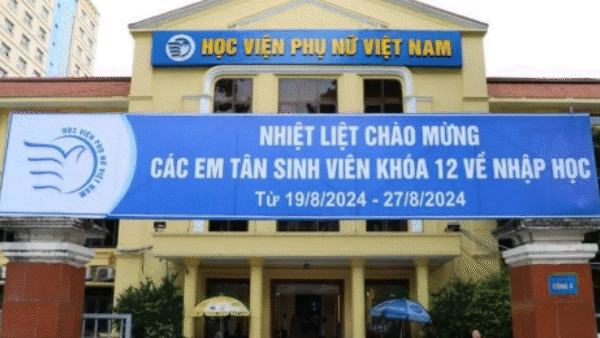 HỌC VIỆN PHỤ NỮ VIỆT NAM
HỌC VIỆN PHỤ NỮ VIỆT NAM
NHIỆT LIỆT CHÀO MỪNG
CÁC EM TÂN SINH VIÊN KHÓA 12 VỀ NHẬP HỌC
Từ 19/8/2024 - 27/8/2024